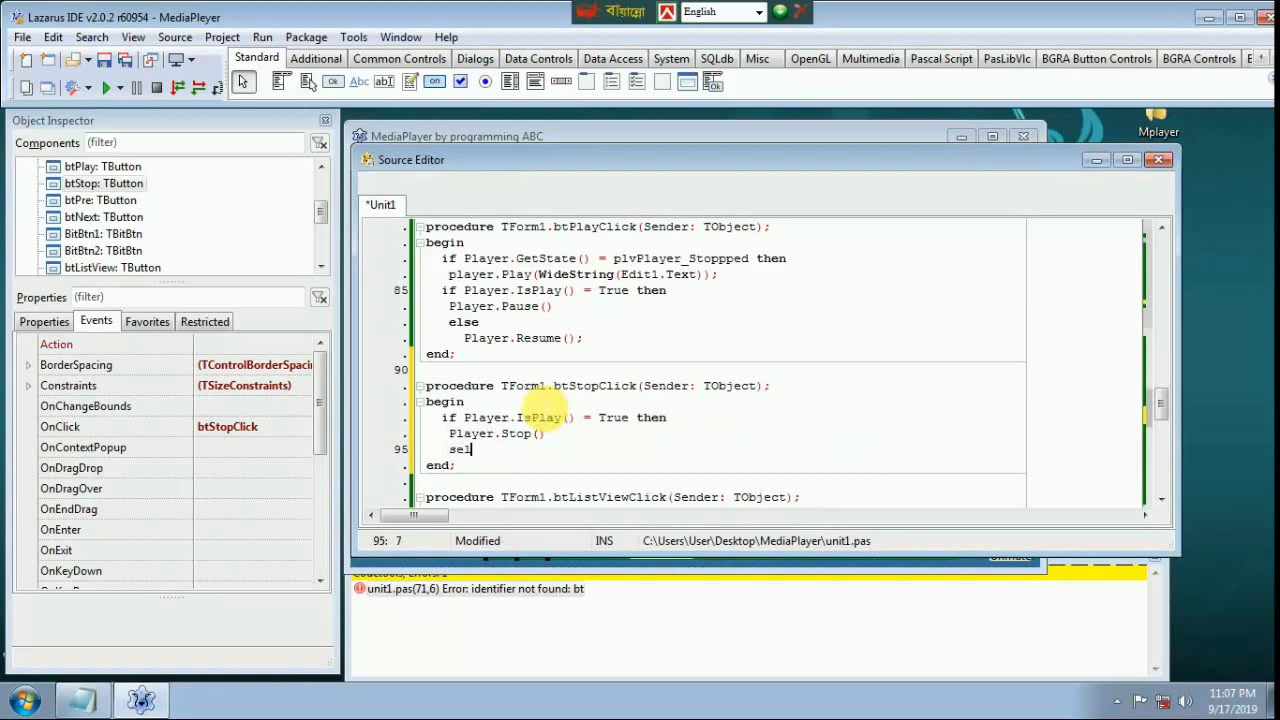 Lazarus IDE v2.0.2 r60954 - MediaPlayer
বাঁয়ান্নো
English
File Edit Search View Source Project Run Package Tools Window Help
Standard Additional Common Controls Dialogs Data Controls Data Access System SQLdb Misc OpenGL Multimedia Pascal Script PasLibVlc BGRA Button Controls BGRA Controls
Ok Abc abI on Ok
Object Inspector
Components (filter)
btPlay: TButton
btStop: TButton
btPre: TButton
btNext: TButton
BitBtn1: TBitBtn
BitBtn2: TBitBtn
btListView: TButton
Properties (filter)
Properties Events Favorites Restricted
Action
BorderSpacing (TControlBorderSpaci
Constraints (TSizeConstraints)
OnChangeBounds
OnClick btStopClick
OnContextPopup
OnDragDrop
OnDragOver
OnEndDrag
OnEnter
OnExit
OnKeyDown
Mplayer
MediaPlayer by programming ABC
Source Editor
*Unit1
procedure TForm1.btPlayClick(Sender: TObject);
begin
if Player.GetState() = plvPlayer_Stoppped then
player.Play(WideString(Edit1.Text));
85 if Player.IsPlay() = True then
Player.Pause()
else
Player.Resume();
end;
90
procedure TForm1.btStopClick(Sender: TObject);
begin
if Player.IsPlay() = True then
Player.Stop()
95 sel
end;
procedure TForm1.btListViewClick(Sender: TObject);
95: 7 Modified INS C:\Users\User\Desktop\MediaPlayer\unit1.pas
unit1.pas(71,6) Error: identifier not found: bt
11:07 PM
9/17/2019